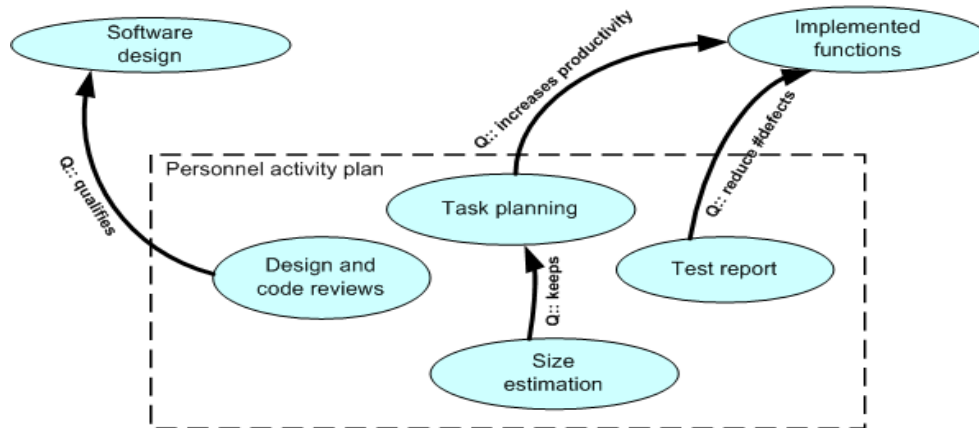 Software
design
Implemented
functions
Q:: increases productivity
Q:: reduce #defects
Q:: qualifies
Personnel activity plan
Task planning
Design and
code reviews
Test report
Q:: keeps
Size
estimation